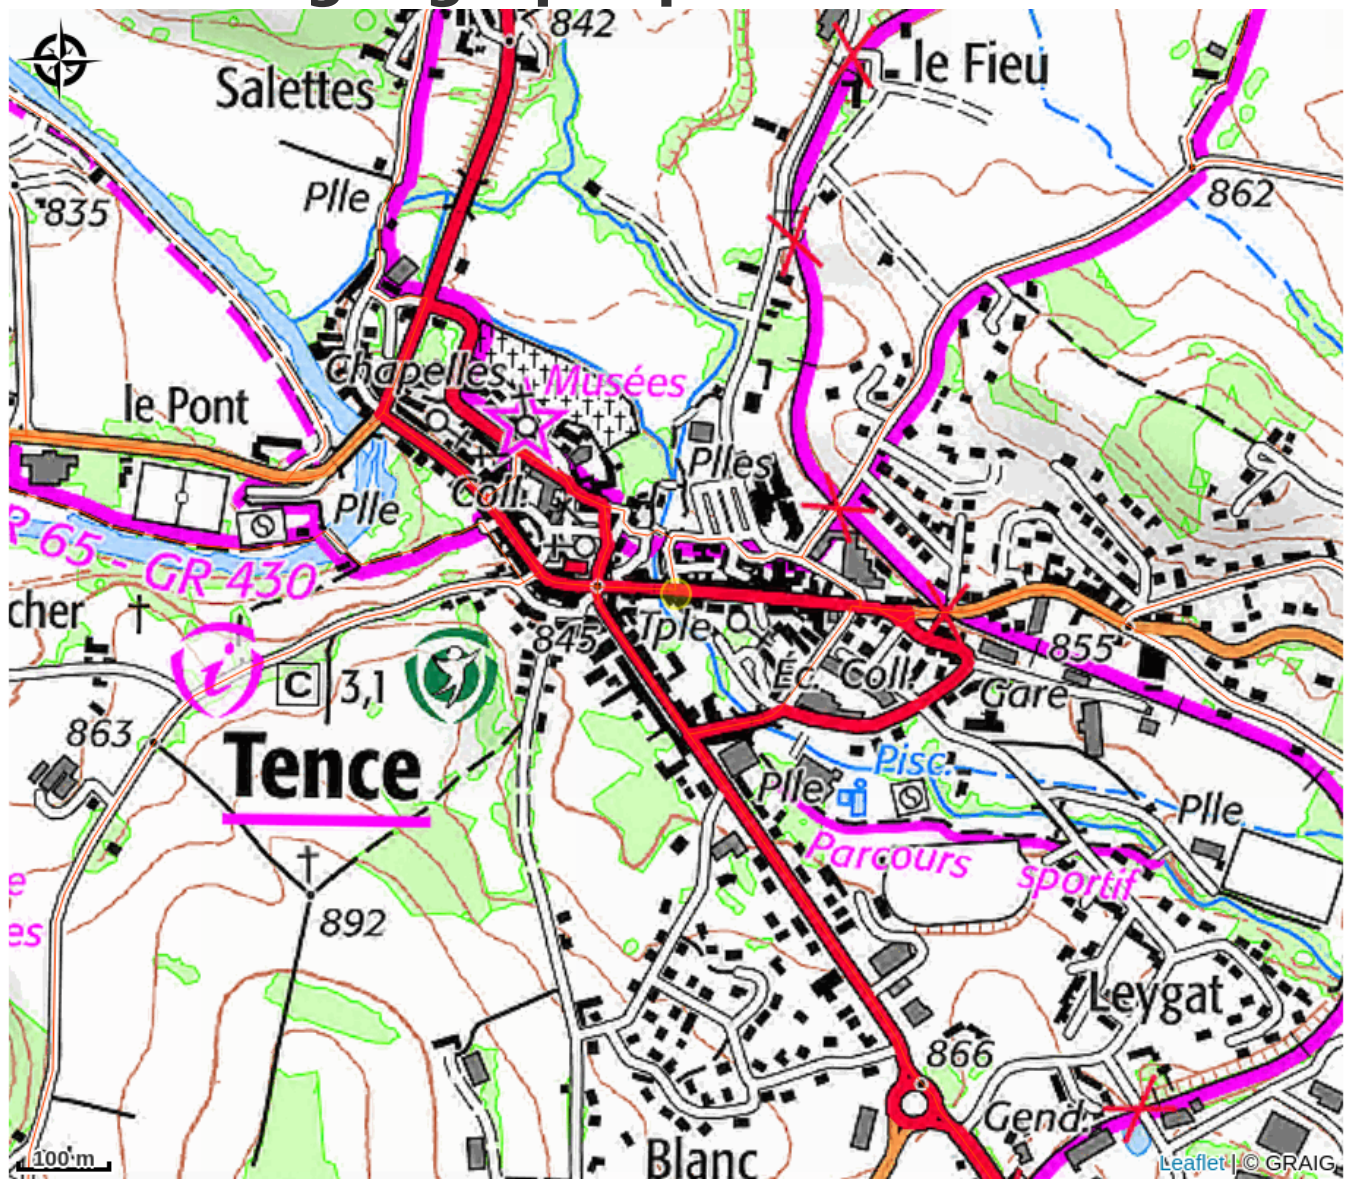 842
le Fieu
Salettes
Plle
862
835
Chapelles
Musées
le Pont
Plles
Coll.
Plle
R 65 - GR 430
cher
845
Tple
855
Éc.
Coll.
Gare
i
C
3,1
863
Tence
Pisc.
Plle
Plle
Parcours
sportif
e
es
892
Leygat
866
Gend.
Blanc
100 m
Leaflet | © GRAIG